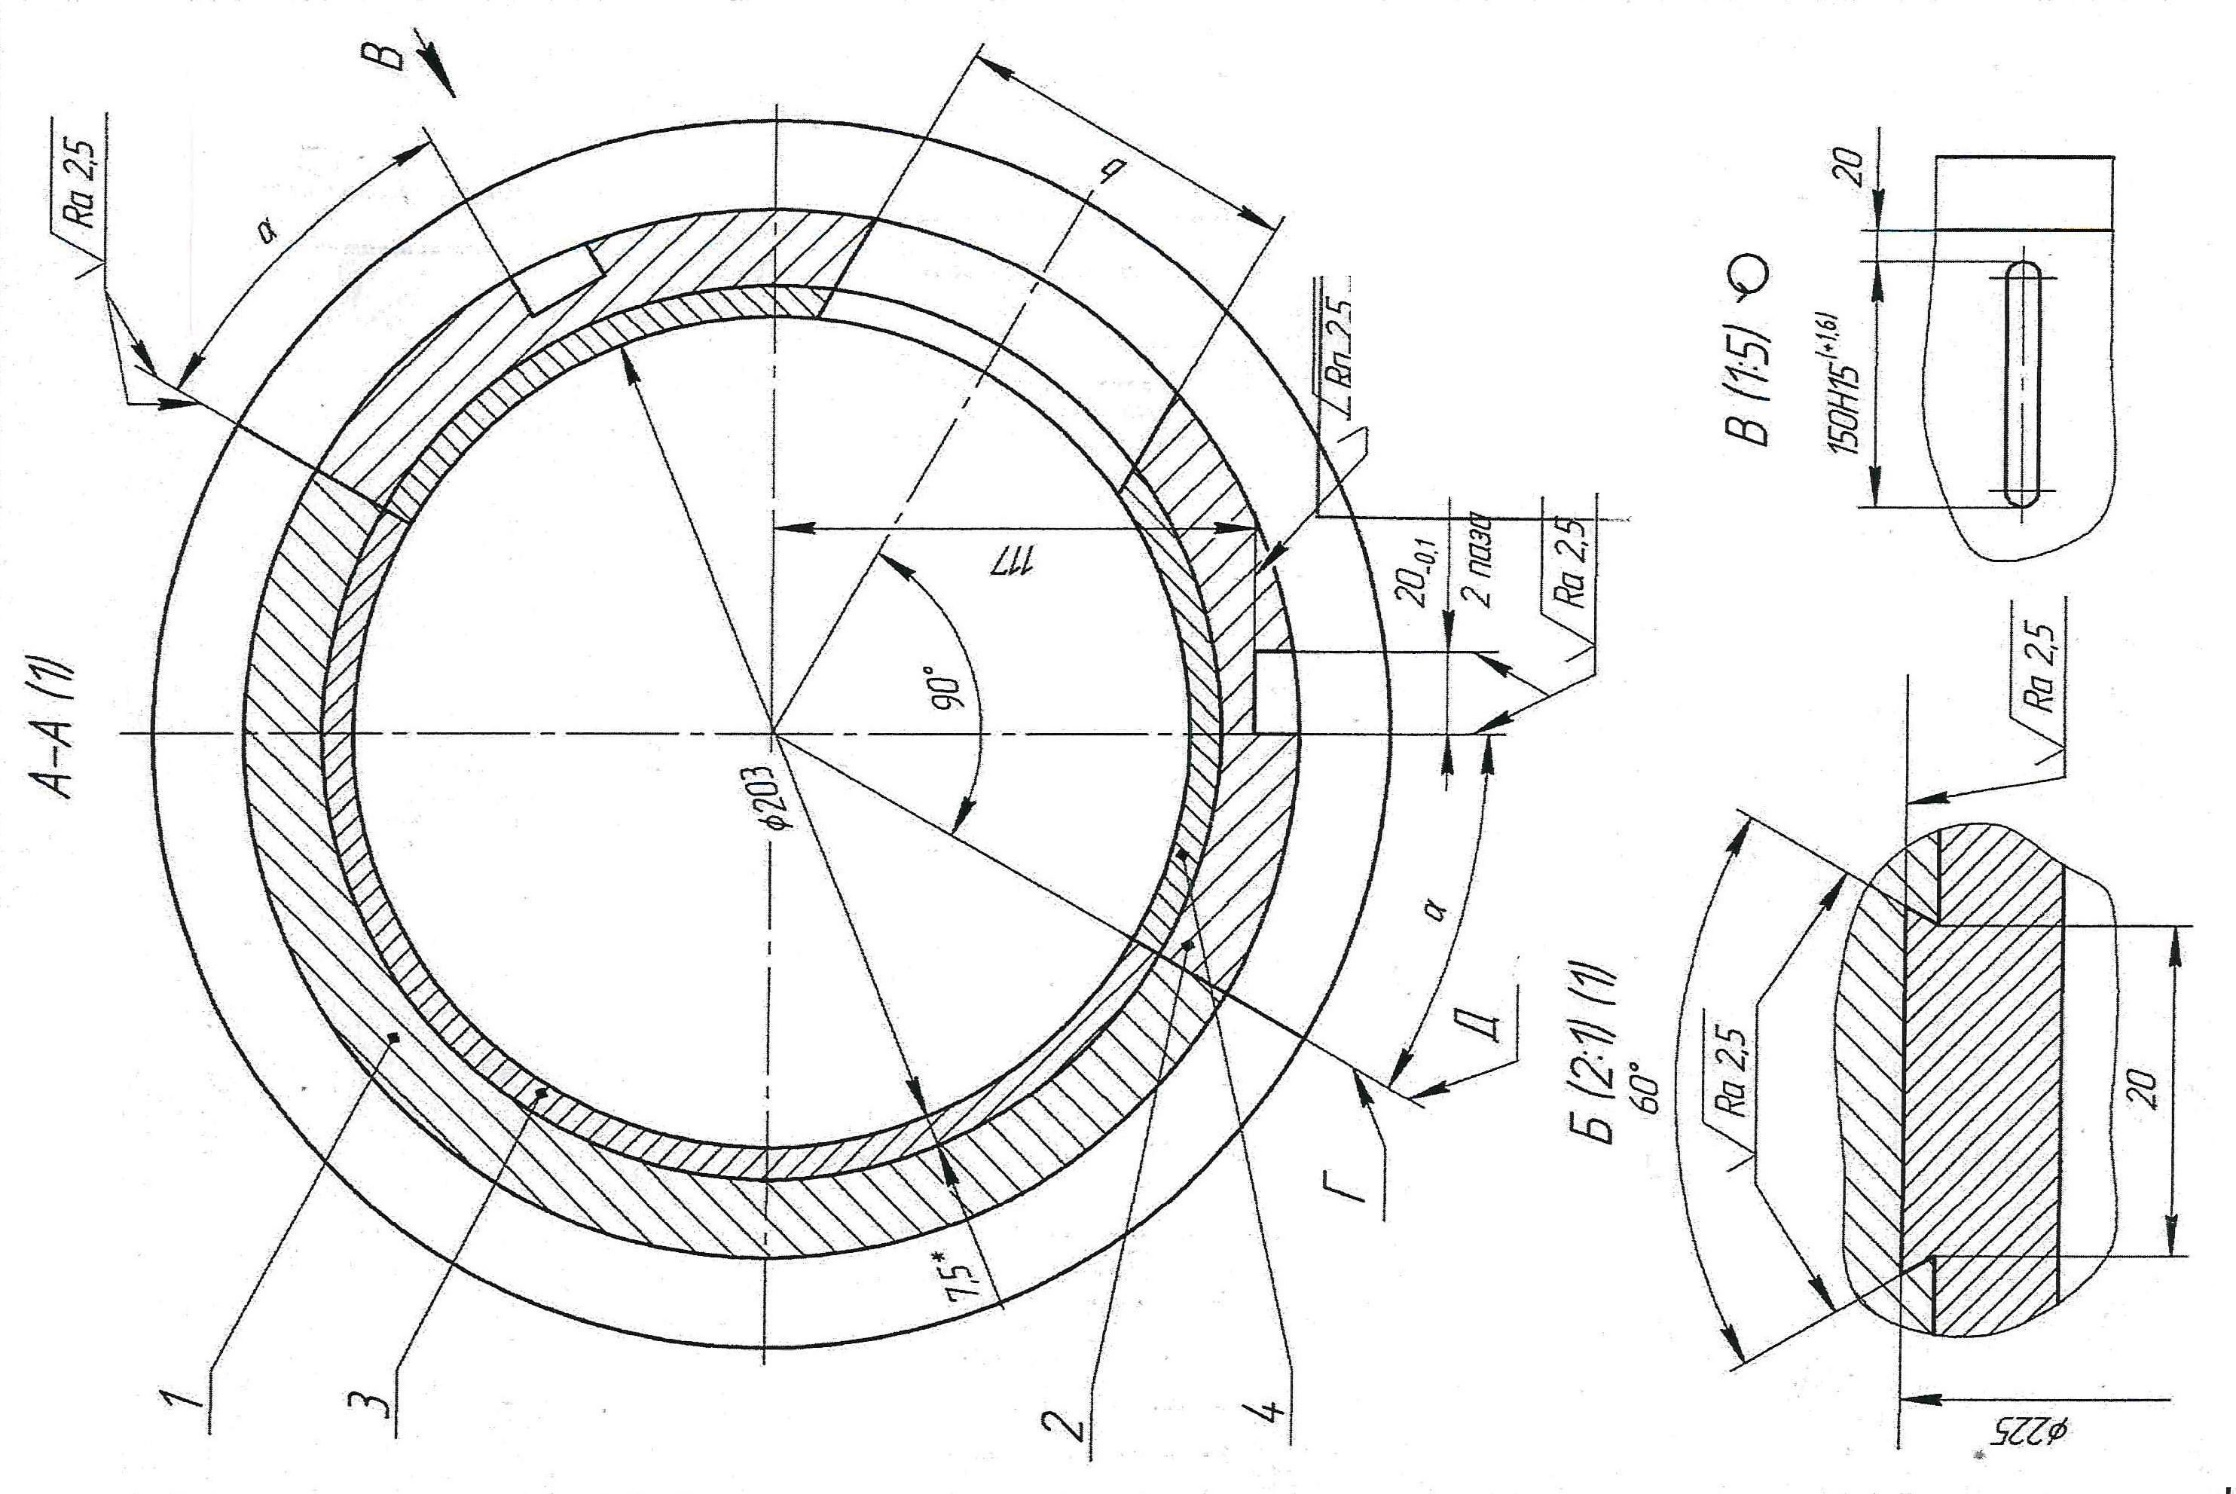 А-А (1)
В
√ Ra 2,5
a
b
Ra 2,5
117
20-0,1
2 паза
Ra 2,5
90°
ϕ203
7,5*
a
Д
Г
1
3
2
4
Б (2:1) (1)
60°
Ra 2,5
Ra 2,5
20
ϕ225
В (1:5)
20
150H15(+1,6)